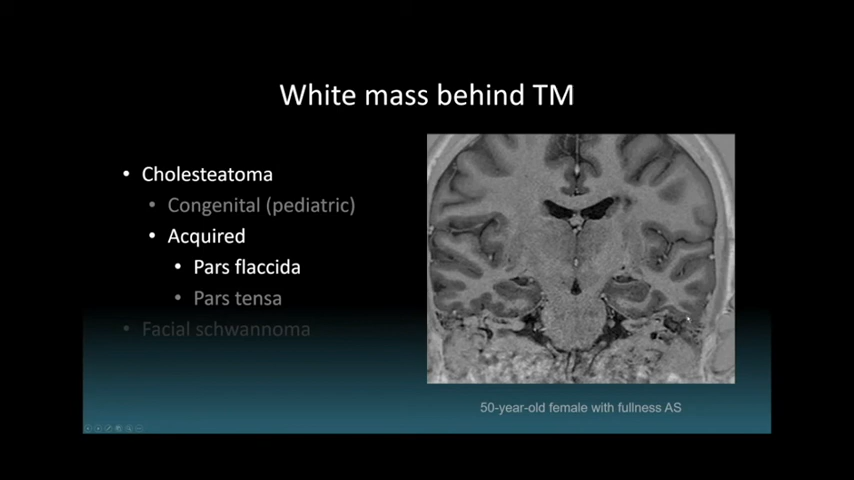 White mass behind TM
• Cholesteatoma
• Congenital (pediatric)
• Acquired
• Pars flaccida
• Pars tensa
• Facial schwannoma
50-year-old female with fullness AS